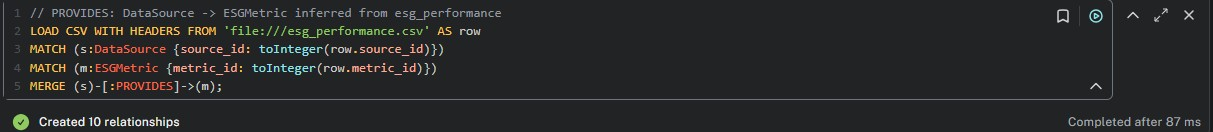 1 // PROVIDES: DataSource -> ESGMetric inferred from esg_performance
2 LOAD CSV WITH HEADERS FROM 'file:///esg_performance.csv' AS row
3 MATCH (s:DataSource {source_id: toInteger(row.source_id)})
4 MATCH (m:ESGMetric {metric_id: toInteger(row.metric_id)})
5 MERGE (s)-[:PROVIDES]->(m);
Created 10 relationships
Completed after 87 ms